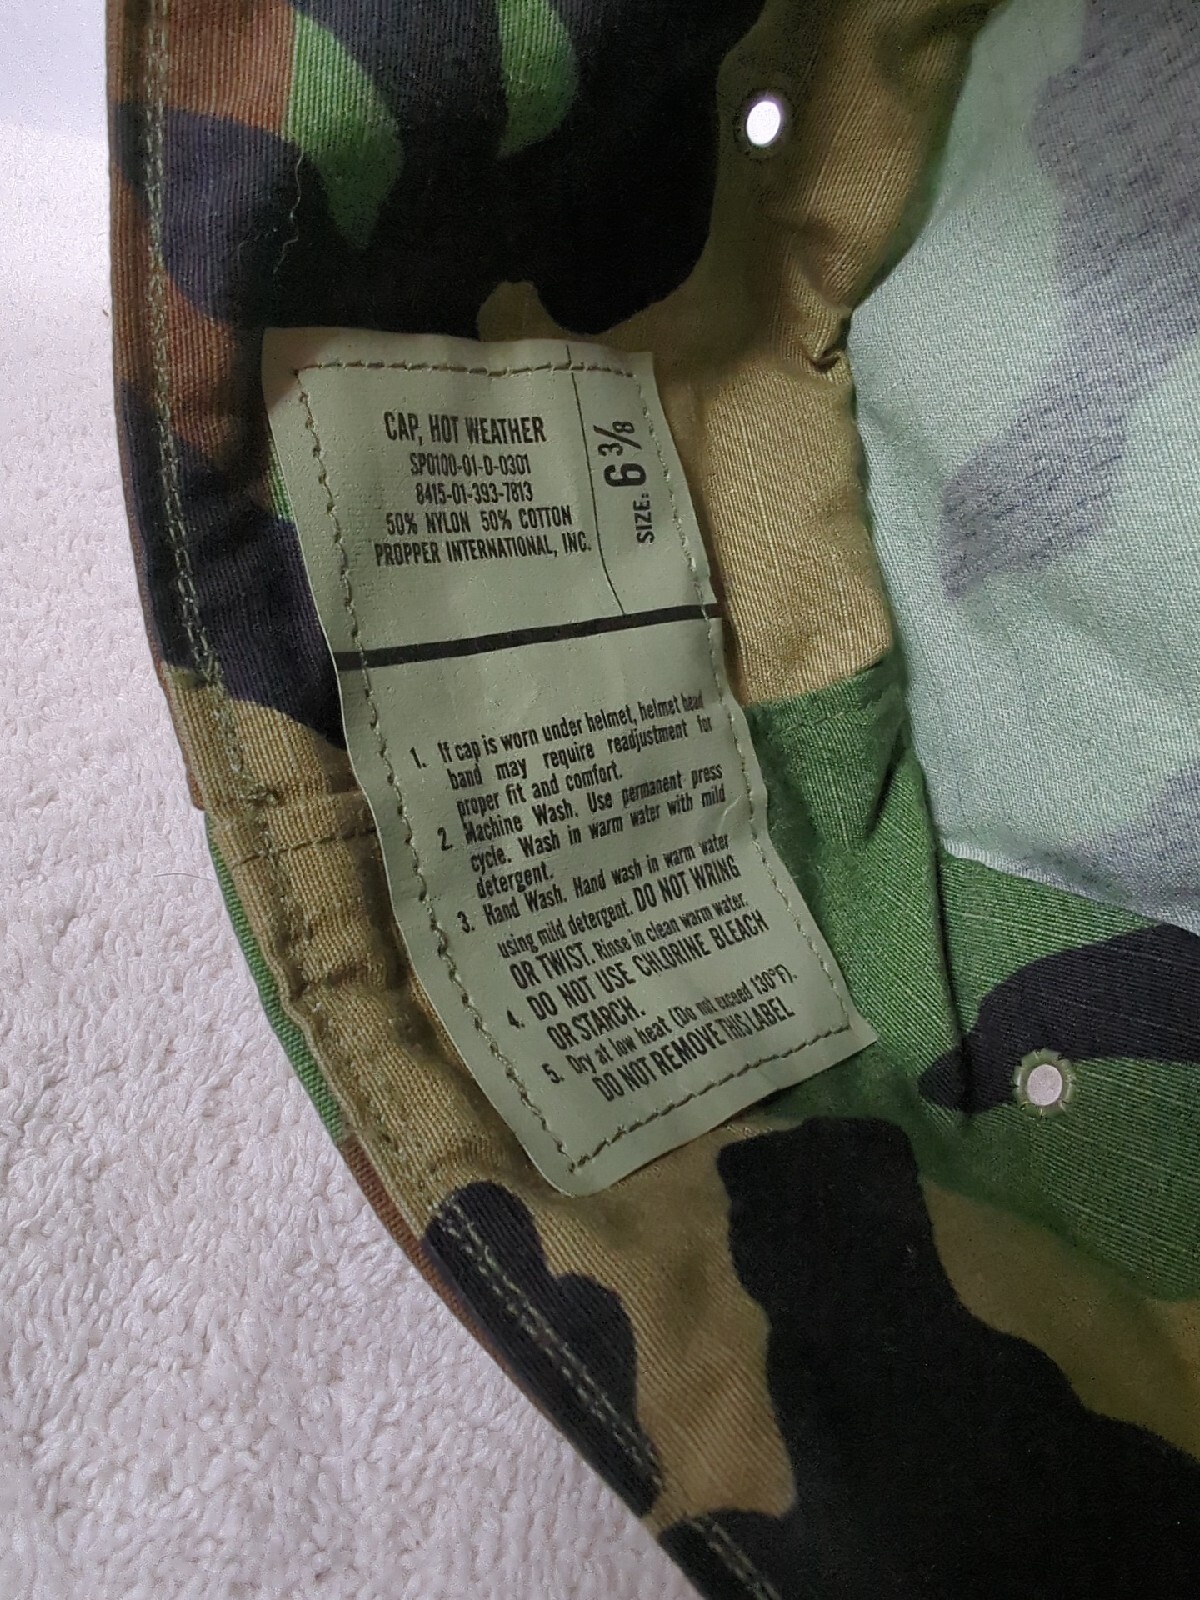 CAP, HOT WEATHER
SPO100-01-D-0301
8415-01-393-7813
50% NYLON 50% COTTON
PROPPER INTERNATIONAL, INC.
SIZE: 6 3/8
1. If cap is worn under helmet, helmet head
band may require readjustment for
proper fit and comfort.
2. Machine Wash. Use permanent press
cycle. Wash in warm water with mild
detergent.
3. Hand Wash. Hand wash in warm water
using mild detergent. DO NOT WRING
OR TWIST. Rinse in clean warm water.
4. DO NOT USE CHLORINE BLEACH
OR STARCH.
5. Dry at low heat (Do not exceed 130°F).
DO NOT REMOVE THIS LABEL